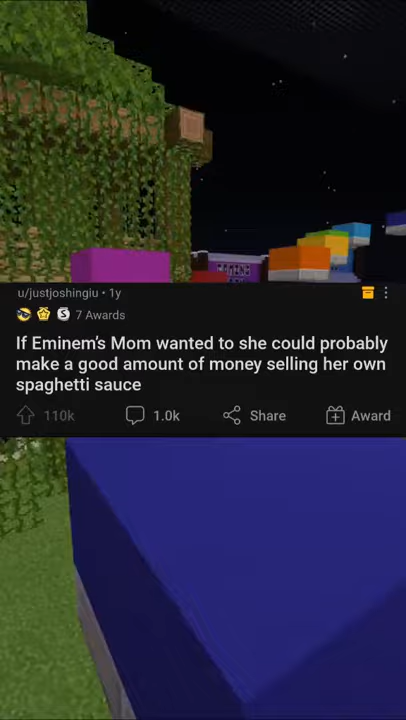 u/justjoshinglu • 1y
7 Awards
If Eminem's Mom wanted to she could probably
make a good amount of money selling her own
spaghetti sauce
110k 1.0k Share Award